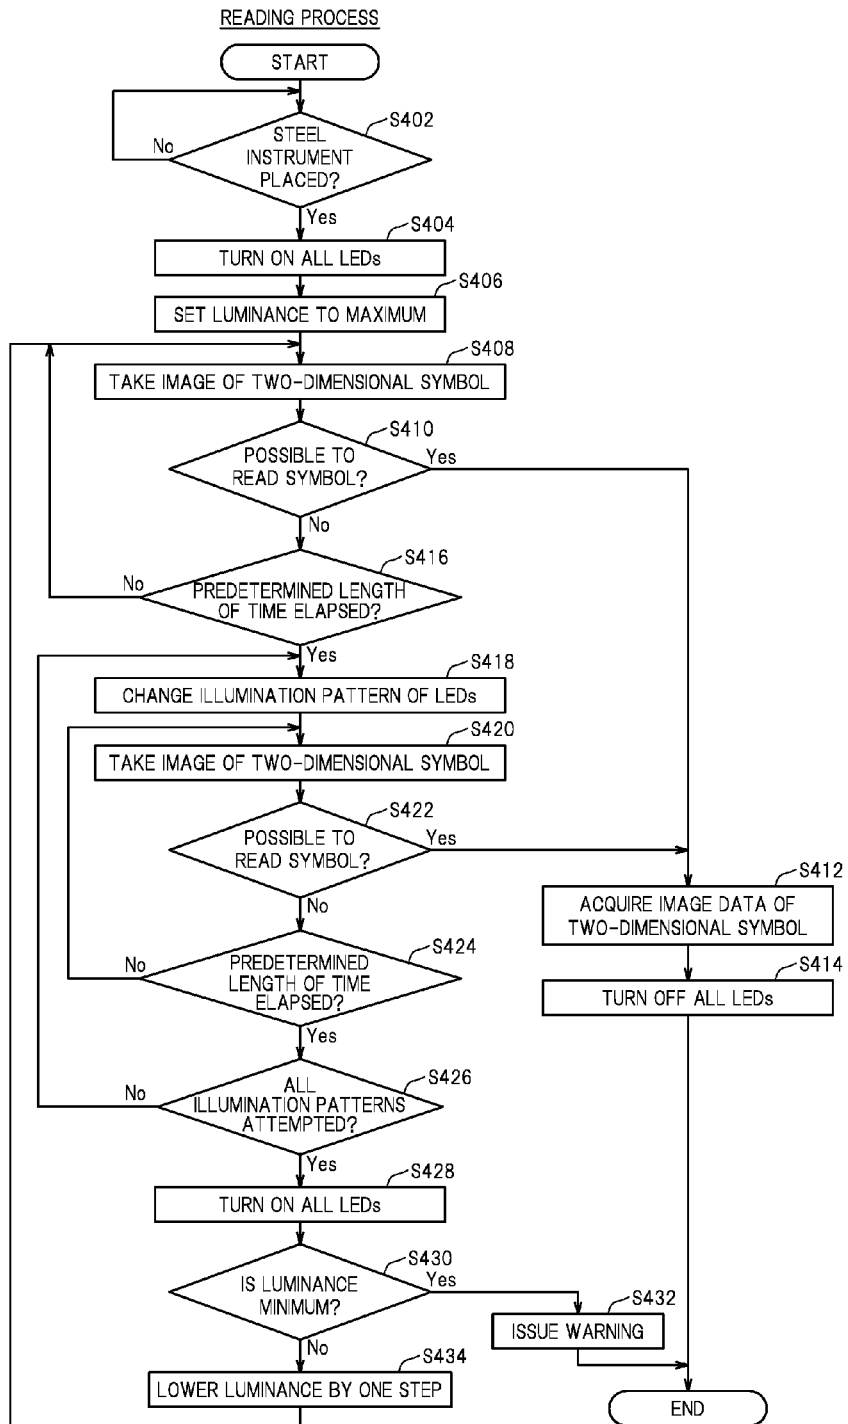 READING PROCESS
START
S402
STEEL
INSTRUMENT
PLACED?
No
Yes
S404
TURN ON ALL LEDs
S406
SET LUMINANCE TO MAXIMUM
S408
TAKE IMAGE OF TWO-DIMENSIONAL SYMBOL
S410
POSSIBLE TO
READ SYMBOL?
Yes
No
S416
PREDETERMINED LENGTH
OF TIME ELAPSED?
No
Yes
S418
CHANGE ILLUMINATION PATTERN OF LEDs
S420
TAKE IMAGE OF TWO-DIMENSIONAL SYMBOL
S422
POSSIBLE TO
READ SYMBOL?
Yes
No
S412
ACQUIRE IMAGE DATA OF
TWO-DIMENSIONAL SYMBOL
S424
PREDETERMINED
LENGTH OF TIME
ELAPSED?
No
Yes
S414
TURN OFF ALL LEDs
S426
ALL
ILLUMINATION PATTERNS
ATTEMPTED?
No
Yes
S428
TURN ON ALL LEDs
S430
IS LUMINANCE
MINIMUM?
Yes
No
S432
ISSUE WARNING
S434
LOWER LUMINANCE BY ONE STEP
END